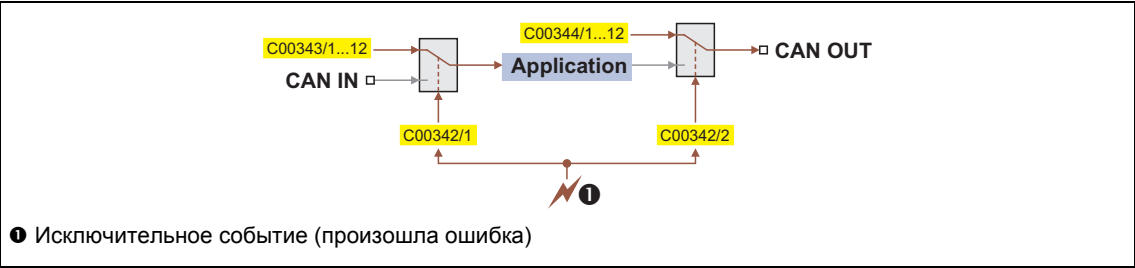 C00344/1...12
C00343/1...12
CAN OUT
Application
CAN IN
C00342/1
C00342/2
❶
❶ Исключительное событие (произошла ошибка)